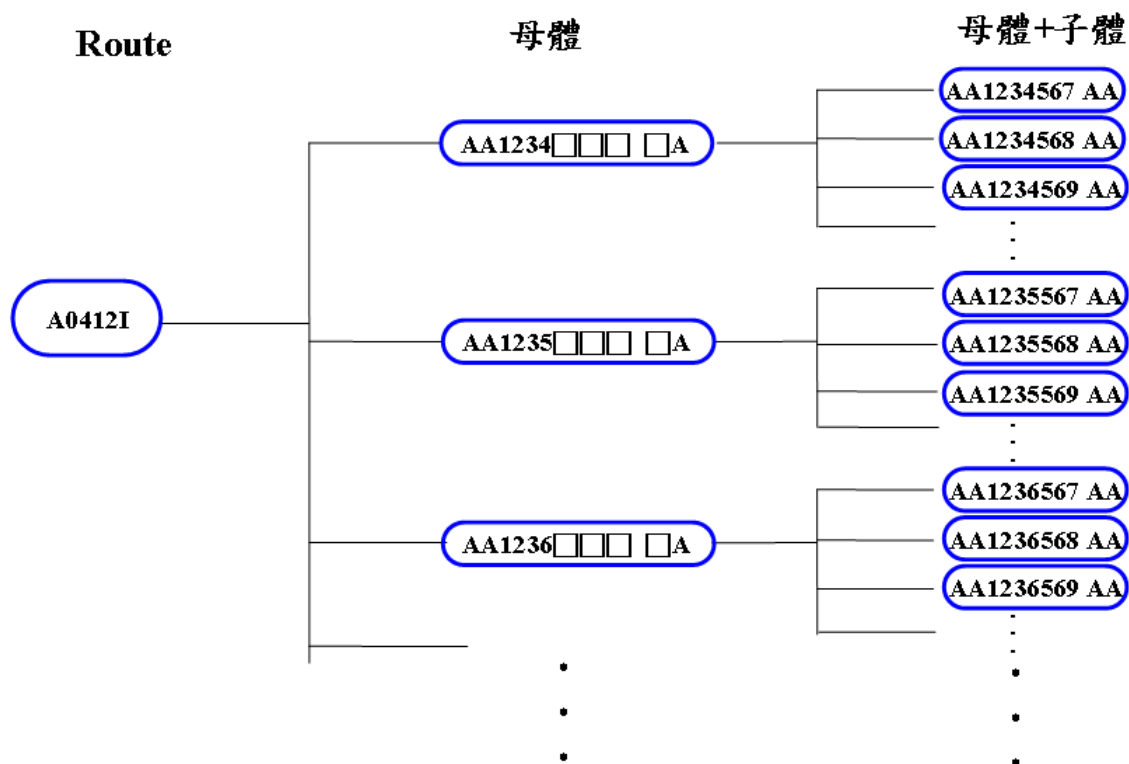 Route 母體 母體+子體
AA1234567 AA
AA1234□□□ □A
AA1234568 AA
AA1234569 AA
A0412I
AA1235567 AA
AA1235□□□ □A
AA1235568 AA
AA1235569 AA
AA1236567 AA
AA1236□□□ □A
AA1236568 AA
AA1236569 AA